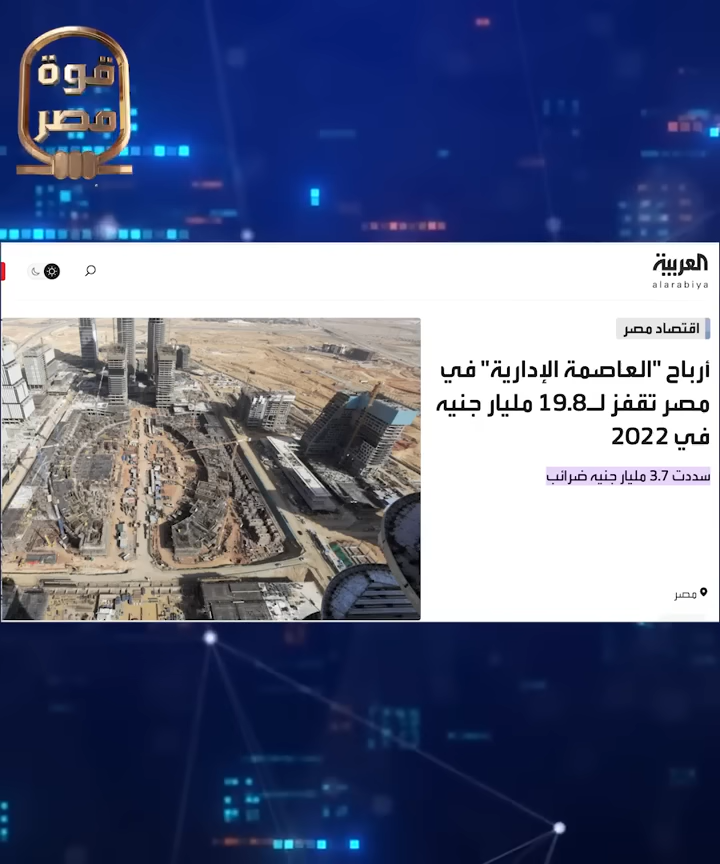 قوة
مصر
العربية
alarabiya
اقتصاد مصر
أرباح "العاصمة الإدارية" في
مصر تقفز لـ19.8 مليار جنيه
في 2022
سددت 3.7 مليار جنيه ضرائب
مصر